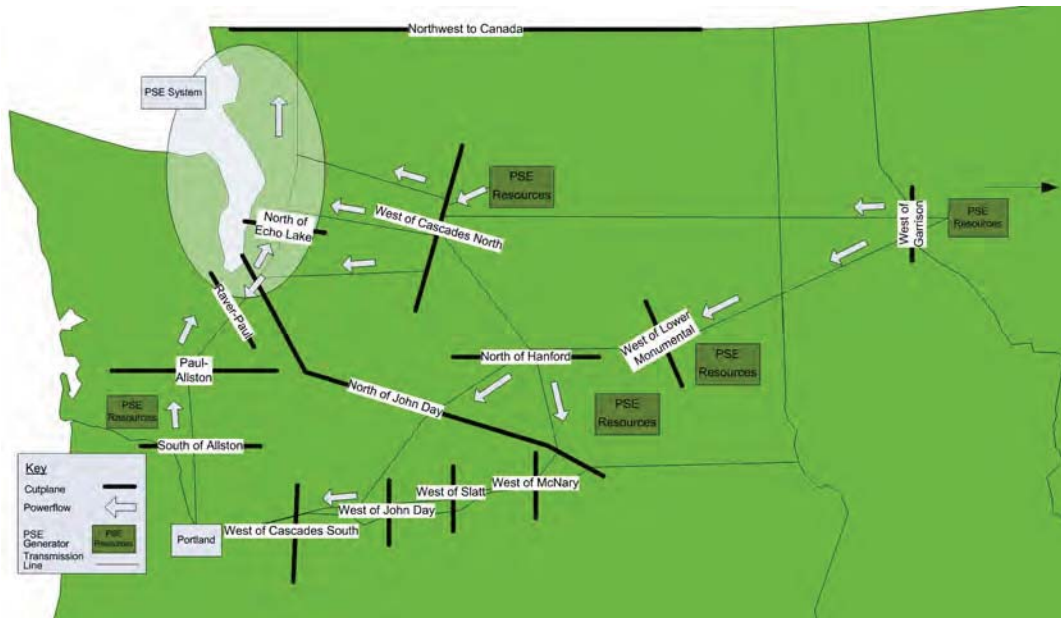 Northwest to Canada
PSE System
PSE
Resources
West of Cascades North
North of
Echo Lake
West of
Garrison
PSE
Resources
Raver-Paul
West of Lower
Monumental
North of Hanford
PSE
Resources
Paul-
Allston
North of John Day
PSE
Resources
PSE
Resources
South of Allston
West of McNary
West of Slatt
West of John Day
West of Cascades South
Portland
Key
Cutplane
Powerflow
PSE
Generator
PSE
Resources
Transmission
Line